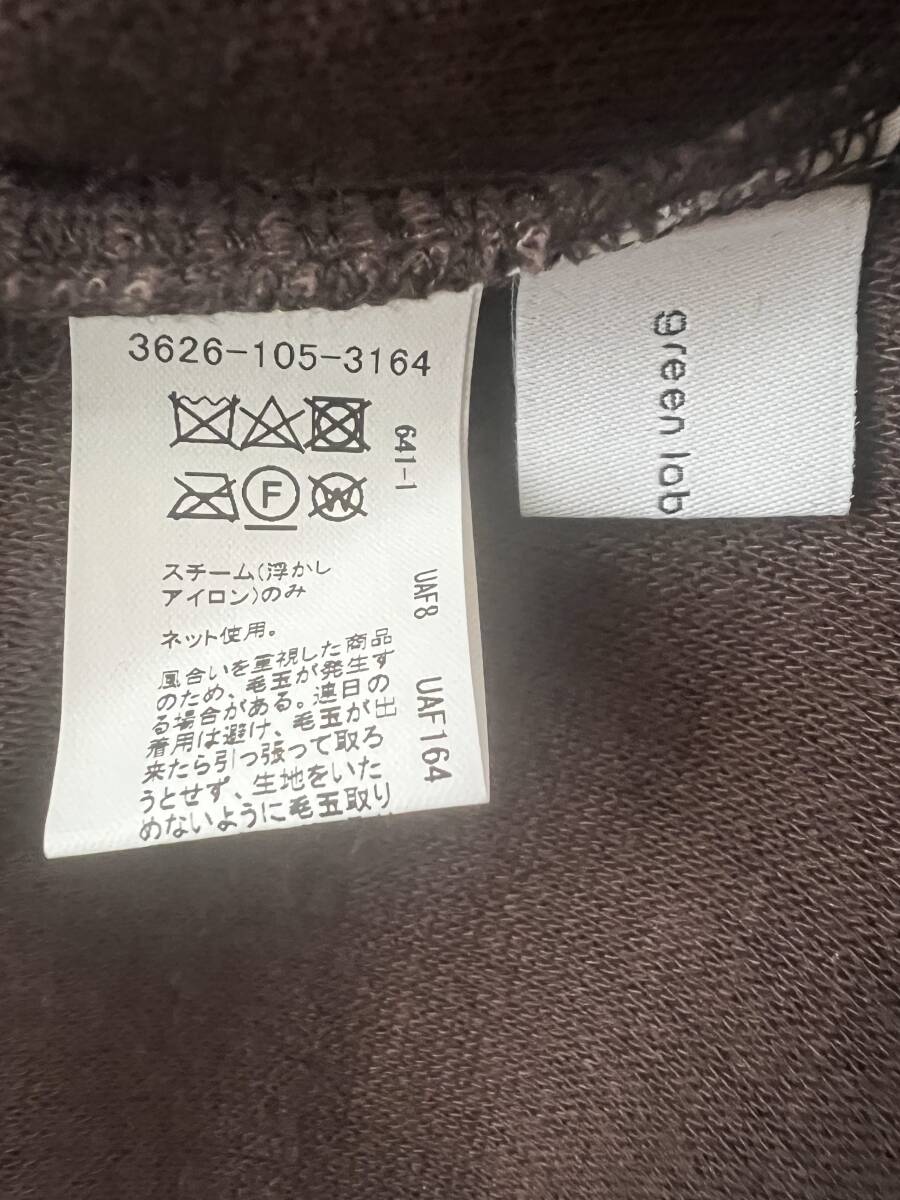 3626-105-3164
641-1
F
W
スチーム(浮かし
アイロン)のみ
ネット使用。
風合いを重視した商品
のため、毛玉が発生す
る場合がある。連日の
着用は避け、毛玉が出
来たら引っ張って取ろ
うとせず、生地をいた
めないように毛玉取り
UAF8 UAF164
green lab